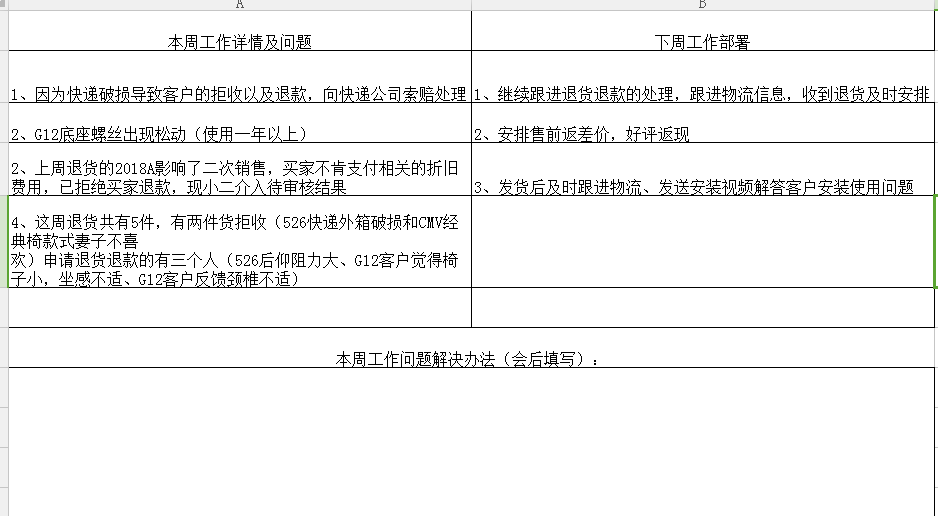 A
B
本周工作详情及问题
下周工作部署
1、因为快递破损导致客户的拒收以及退款，向快递公司索赔处理
1、继续跟进退货退款的处理，跟进物流信息，收到退货及时安排
2、G12底座螺丝出现松动（使用一年以上）
2、安排售前返差价，好评返现
2、上周退货的2018A影响了二次销售，买家不肯支付相关的折旧
费用，已拒绝买家退款，现小二介入待审核结果
3、发货后及时跟进物流、发送安装视频解答客户安装使用问题
4、这周退货共有5件，有两件货拒收（526快递外箱破损和CMV经
典椅款式妻子不喜
欢）申请退货退款的有三个人（526后仰阻力大、G12客户觉得椅
子小，坐感不适、G12客户反馈颈椎不适）
本周工作问题解决办法（会后填写）：